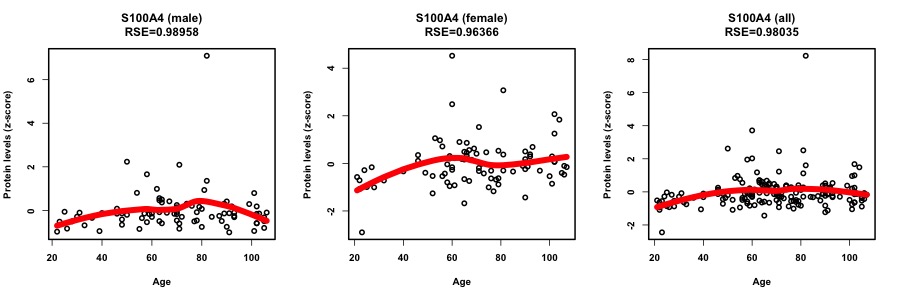 S100A4 (male)
RSE=0.98958
Protein levels (z-score)
6
4
2
0
20 40 60 80 100
Age
S100A4 (female)
RSE=0.96366
Protein levels (z-score)
4
2
0
-2
20 40 60 80 100
Age
S100A4 (all)
RSE=0.98035
Protein levels (z-score)
8
6
4
2
0
-2
20 40 60 80 100
Age